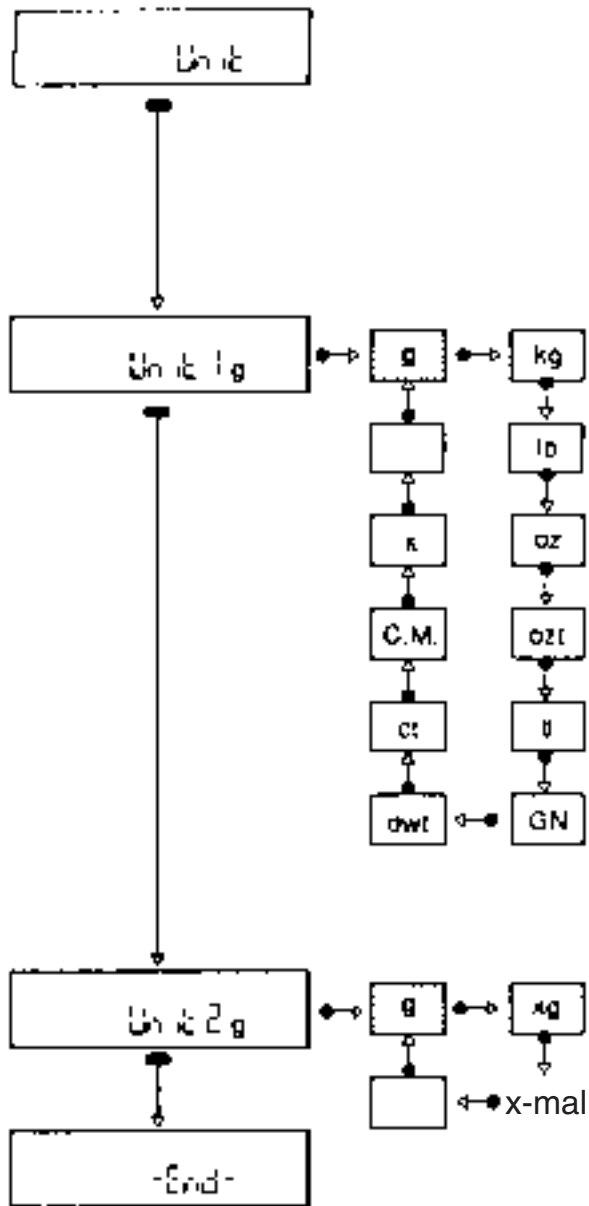 Unit
Unit 1 g
g
kg
lb
C.M.
oz
ozt
ct
dwt
GN
Unit 2 g
g
x-mal
-End-